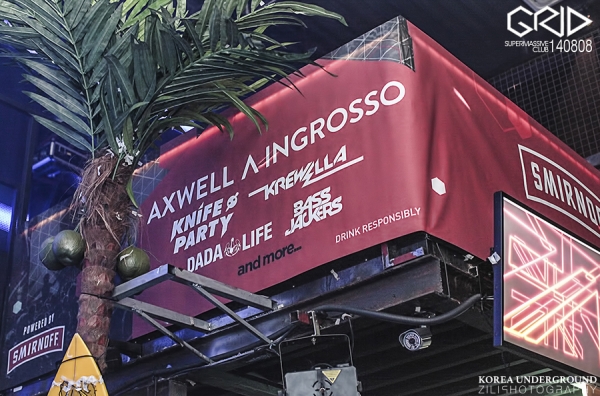 GRID
SUPERMASSIVE
CLUB 140808
AXWELL Λ INGROSSO
KNIFE PARTY
KREWELLA
DADA LIFE
BASS JACKERS
and more...
DRINK RESPONSIBLY
SMIRNOFF
POWERED BY
SMIRNOFF
KOREA UNDERGROUND
ZILISHOTOGRAPHY